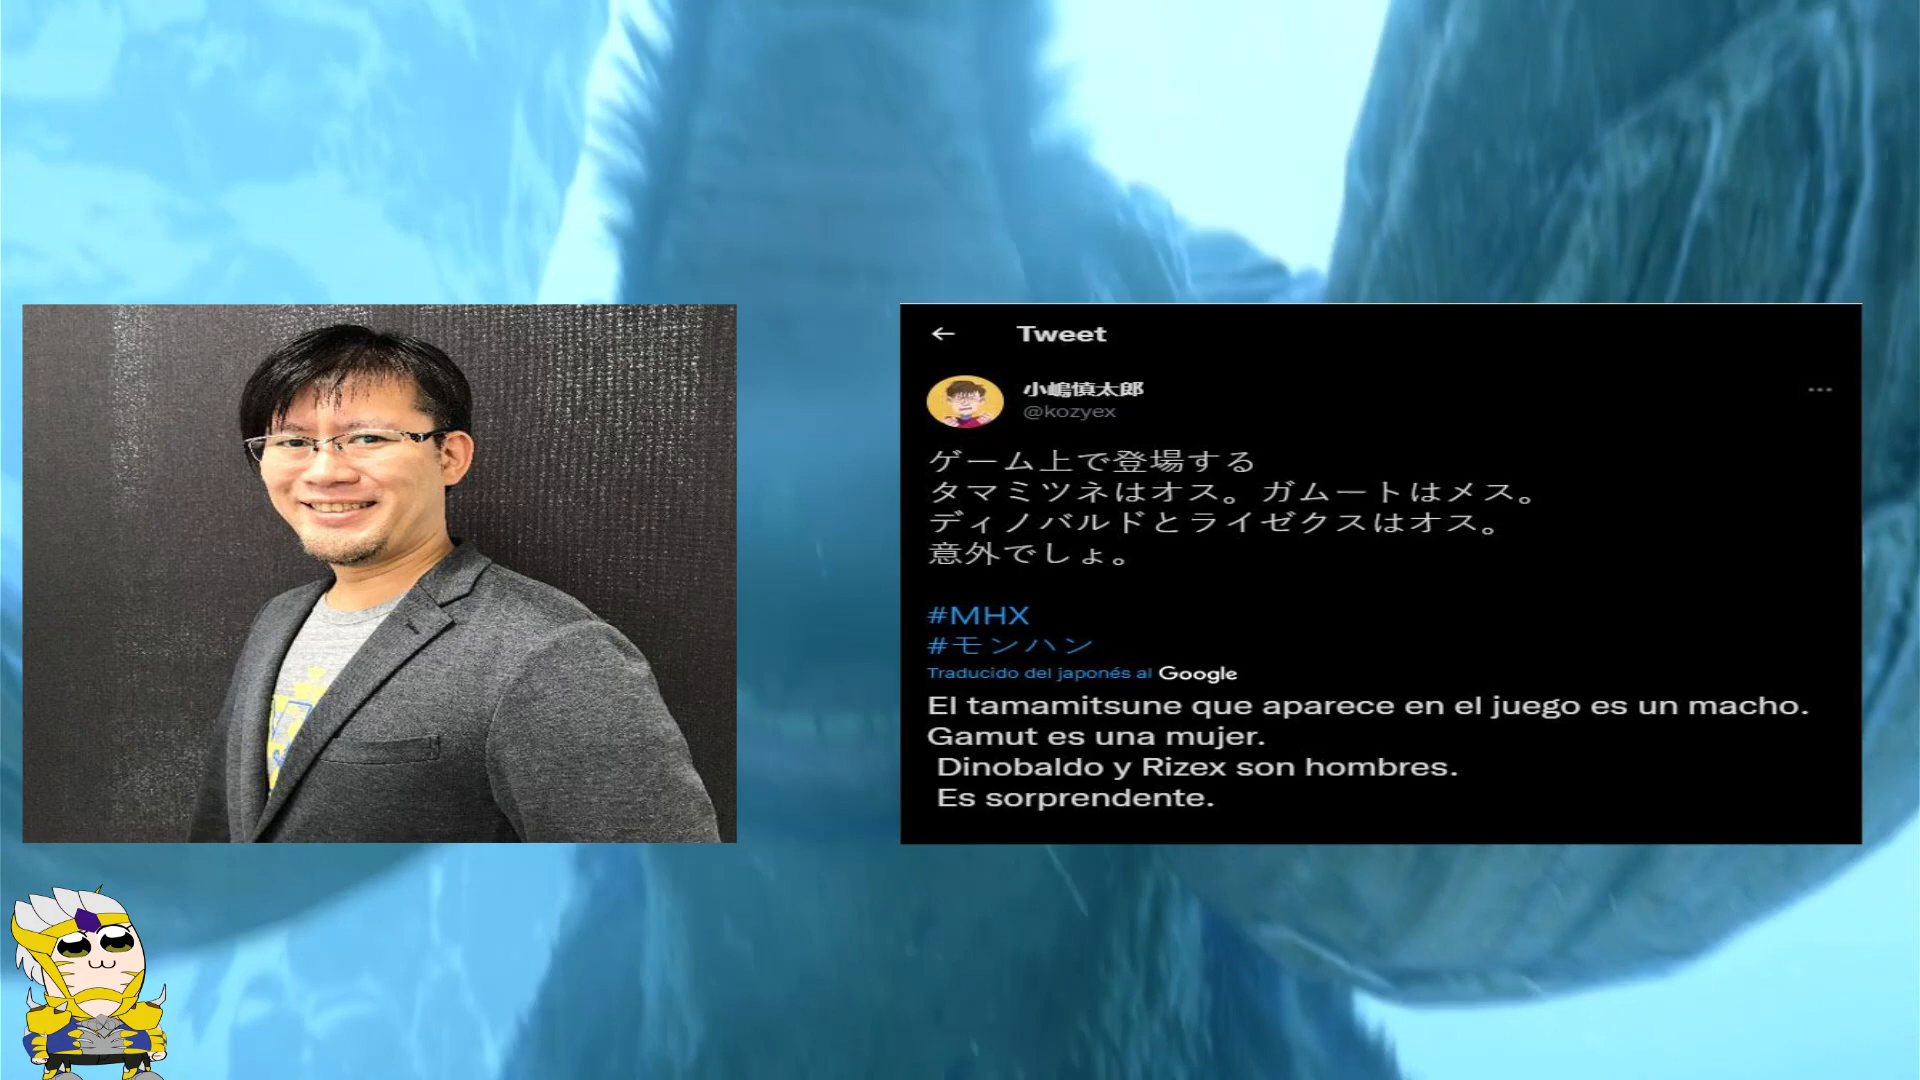 Tweet
小嶋慎太郎
@kozyex
ゲーム上で登場する
タマミツネはオス。ガムートはメス。
ディノバルドとライゼクスはオス。
意外でしょ。
#MHX
#モンハン
Traducido del japonés al Google
El tamamitsune que aparece en el juego es un macho.
Gamut es una mujer.
Dinobaldo y Rizex son hombres.
Es sorprendente.